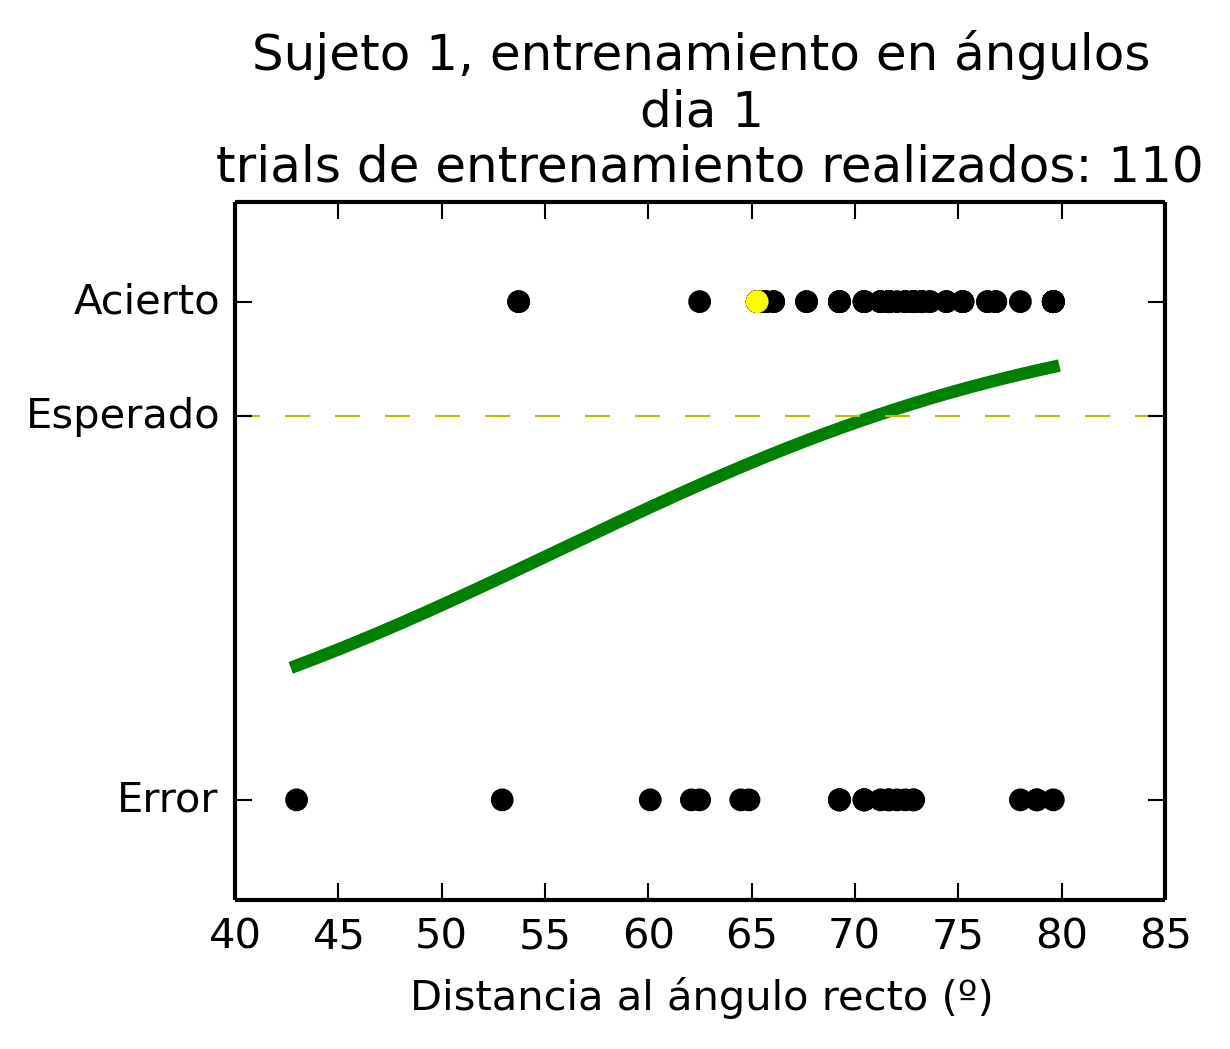 Sujeto 1, entrenamiento en ángulos
dia 1
trials de entrenamiento realizados: 110
Acierto
Esperado
Error
40 45 50 55 60 65 70 75 80 85
Distancia al ángulo recto (º)